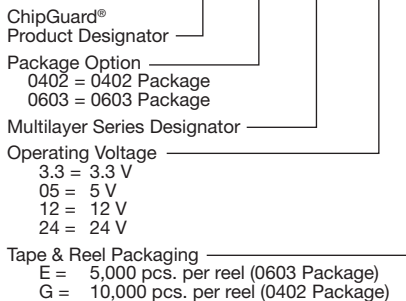 ChipGuard®
Product Designator
Package Option
0402 = 0402 Package
0603 = 0603 Package
Multilayer Series Designator
Operating Voltage
3.3 = 3.3 V
05 = 5 V
12 = 12 V
24 = 24 V
Tape & Reel Packaging
E = 5,000 pcs. per reel (0603 Package)
G = 10,000 pcs. per reel (0402 Package)